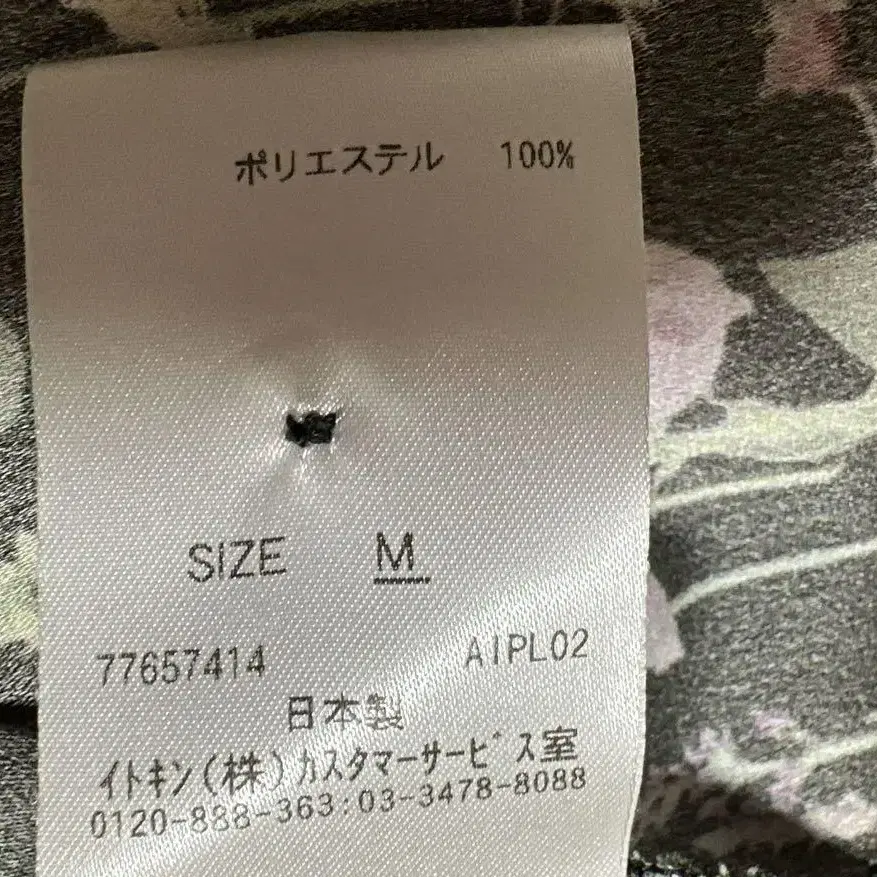 ポリエステル 100%
SIZE M
77657414 AIPL02
日本製
イトキン(株)カスタマーサービス室
0120-888-363:03-3478-8088